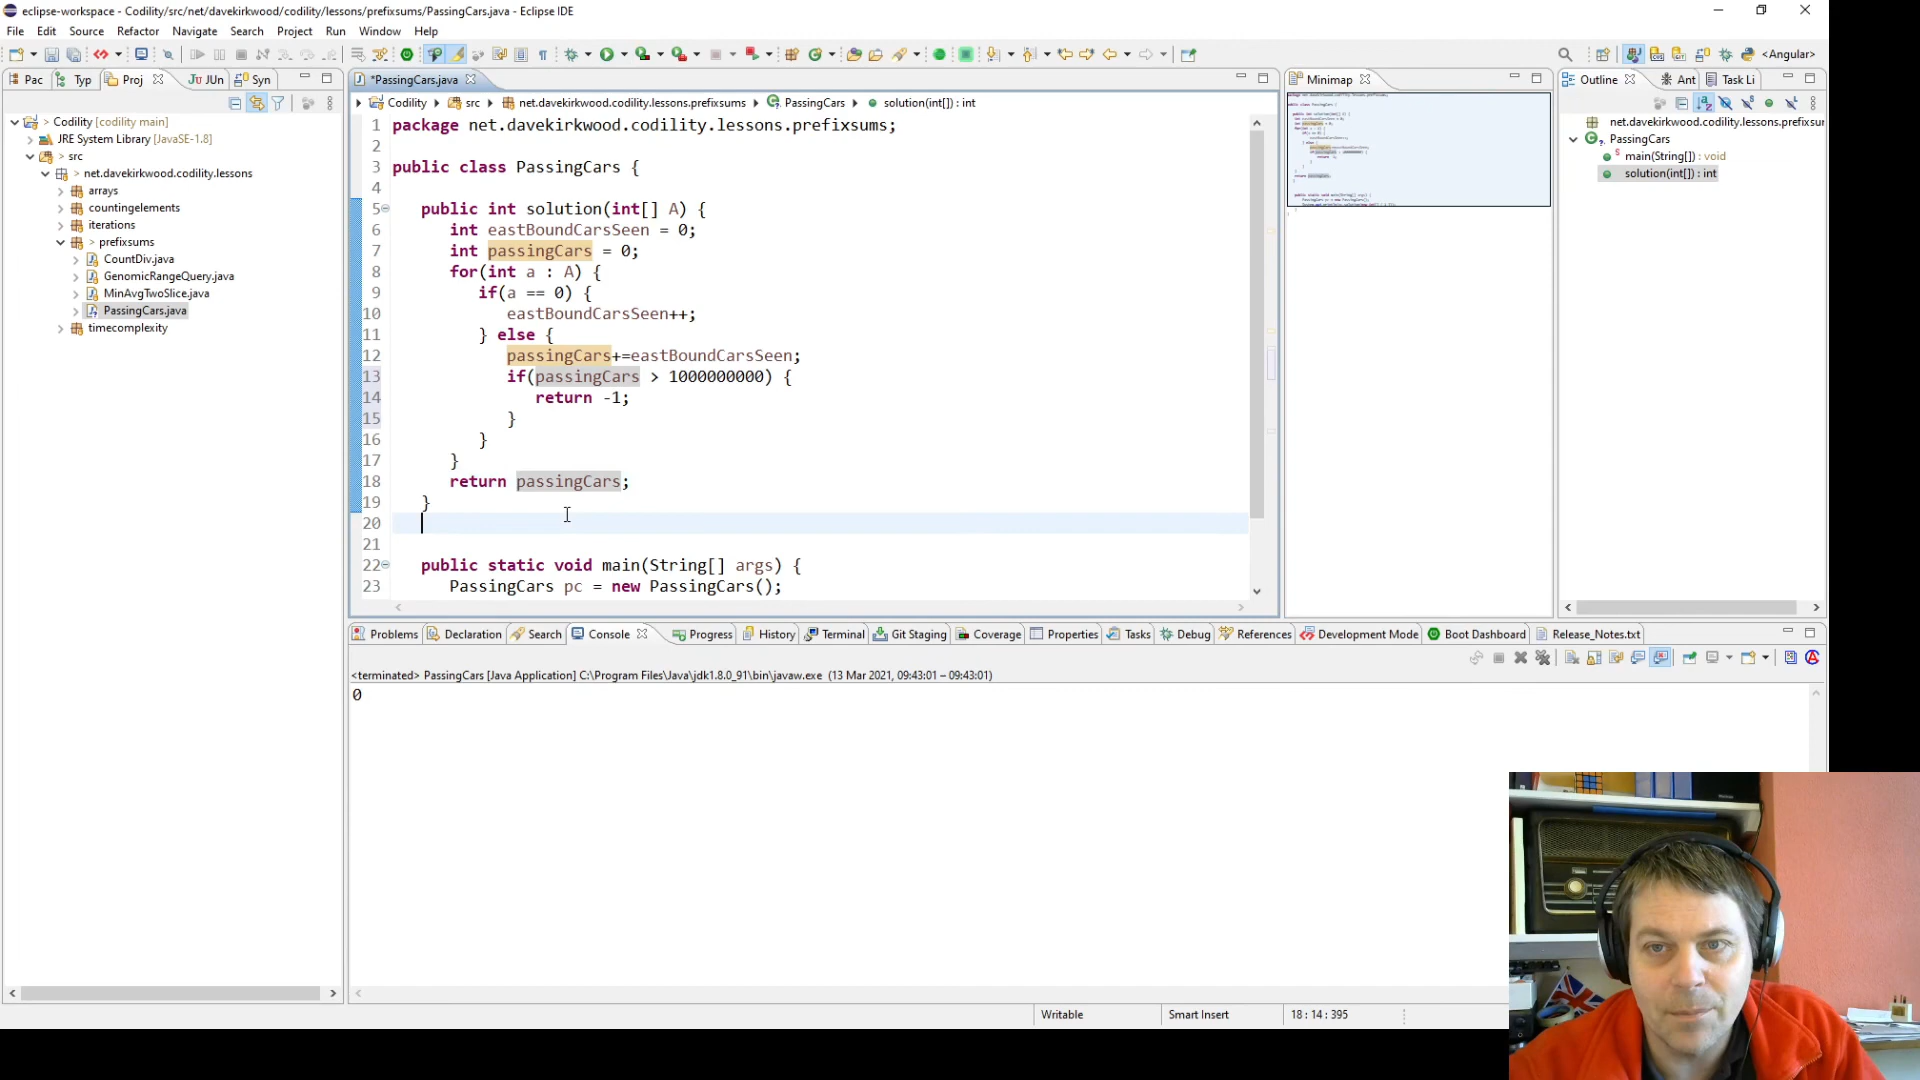 eclipse-workspace - Codility/src/net/davekirkwood/codility/lessons/prefixsums/PassingCars.java - Eclipse IDE
File Edit Source Refactor Navigate Search Project Run Window Help
<Angular>
Pac Typ Proj JUn Syn
*PassingCars.java
Minimap
Outline Ant Task Li
Codility src net.davekirkwood.codility.lessons.prefixsums PassingCars solution(int[]) : int
> Codility [codility main]
JRE System Library [JavaSE-1.8]
> src
> net.davekirkwood.codility.lessons
arrays
countingelements
iterations
> prefixsums
CountDiv.java
GenomicRangeQuery.java
MinAvgTwoSlice.java
PassingCars.java
timecomplexity
1 package net.davekirkwood.codility.lessons.prefixsums;
2
3 public class PassingCars {
4
5 public int solution(int[] A) {
6 int eastBoundCarsSeen = 0;
7 int passingCars = 0;
8 for(int a : A) {
9 if(a == 0) {
10 eastBoundCarsSeen++;
11 } else {
12 passingCars+=eastBoundCarsSeen;
13 if(passingCars > 1000000000) {
14 return -1;
15 }
16 }
17 }
18 return passingCars;
19 }
20
21
22 public static void main(String[] args) {
23 PassingCars pc = new PassingCars();
net.davekirkwood.codility.lessons.prefixsur
PassingCars
main(String[]) : void
solution(int[]) : int
Problems Declaration Search Console Progress History Terminal Git Staging Coverage Properties Tasks Debug References Development Mode Boot Dashboard Release_Notes.txt
<terminated> PassingCars [Java Application] C:\Program Files\Java\jdk1.8.0_91\bin\javaw.exe (13 Mar 2021, 09:43:01 – 09:43:01)
0
Writable Smart Insert 18 : 14 : 395